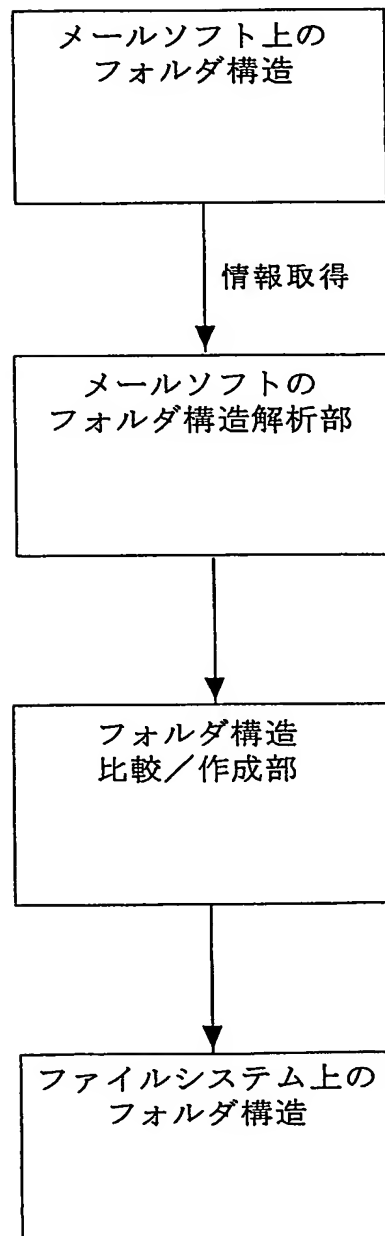 メールソフト上の
フォルダ構造
情報取得
メールソフトの
フォルダ構造解析部
フォルダ構造
比較／作成部
ファイルシステム上の
フォルダ構造